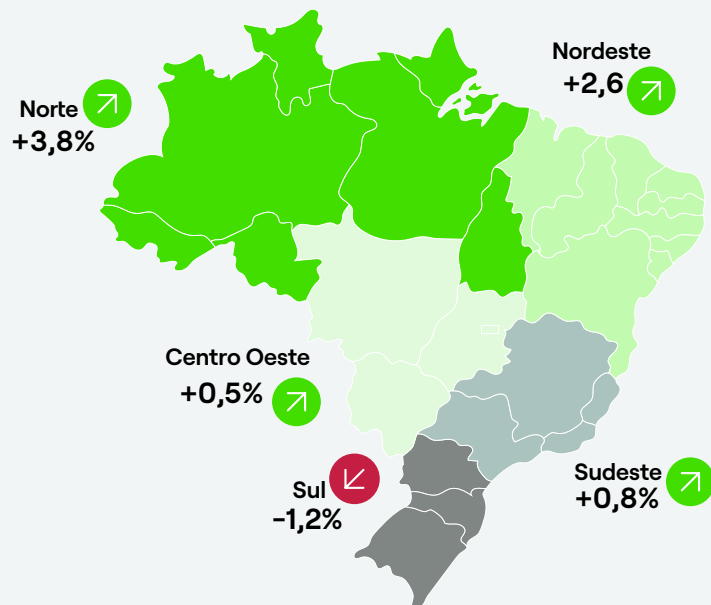 Nordeste
+2,6
Norte
+3,8%
Centro Oeste
+0,5%
Sul
-1,2%
Sudeste
+0,8%